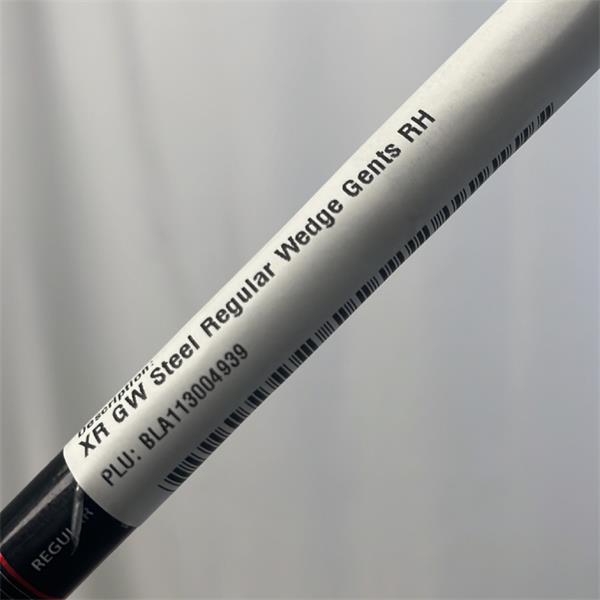 Description:
XR GW Steel Regular Wedge Gents RH
PLU: BLA113004939
REGULAR